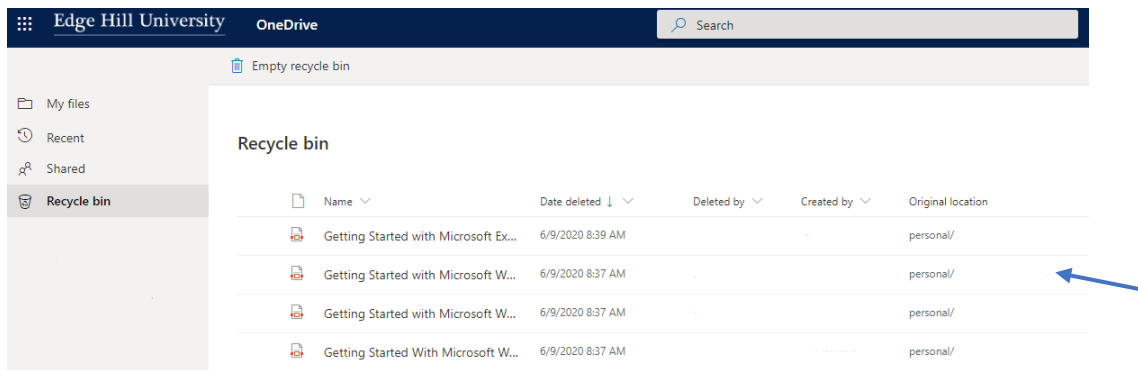 Edge Hill University OneDrive Search
Empty recycle bin
My files
Recent
Shared
Recycle bin
Recycle bin
Name Date deleted Deleted by Created by Original location
Getting Started with Microsoft Ex... 6/9/2020 8:39 AM personal/
Getting Started with Microsoft W... 6/9/2020 8:37 AM personal/
Getting Started with Microsoft W... 6/9/2020 8:37 AM personal/
Getting Started With Microsoft W... 6/9/2020 8:37 AM personal/